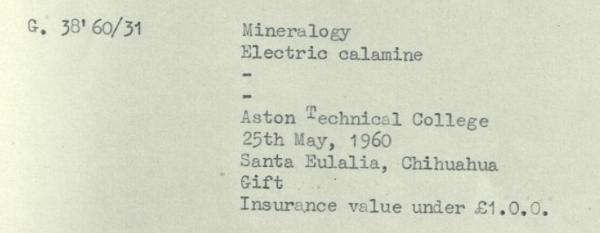 G. 38'60/31 Mineralogy
Electric calamine
-
-
Aston Technical College
25th May, 1960
Santa Eulalia, Chihuahua
Gift
Insurance value under £1.0.0.